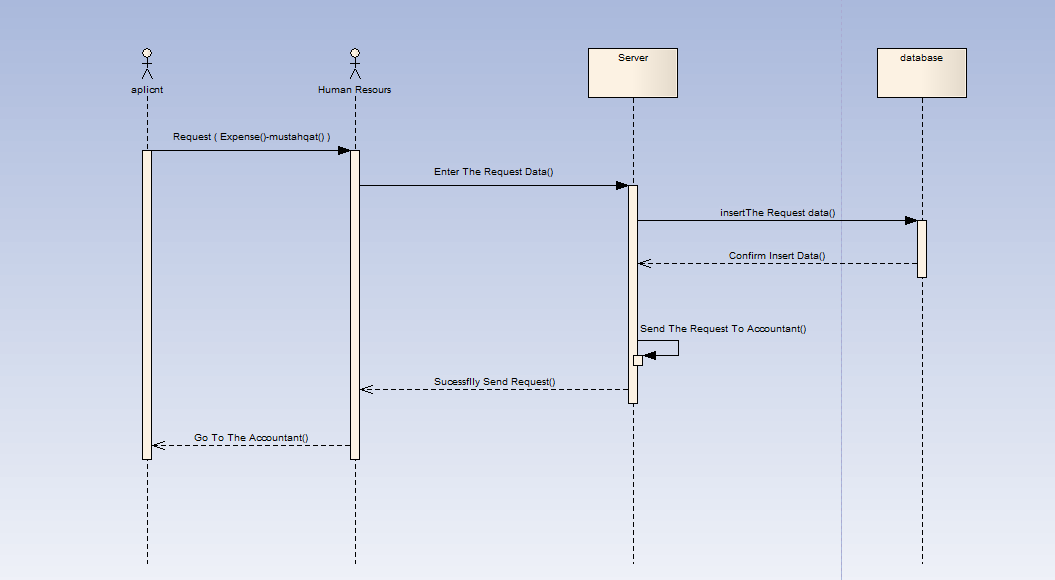 aplicnt
Human Resours
Server
database
Request ( Expense()-mustahqat() )
Enter The Request Data()
insertThe Request data()
Confirm Insert Data()
Send The Request To Accountant()
Sucessflly Send Request()
Go To The Accountant()